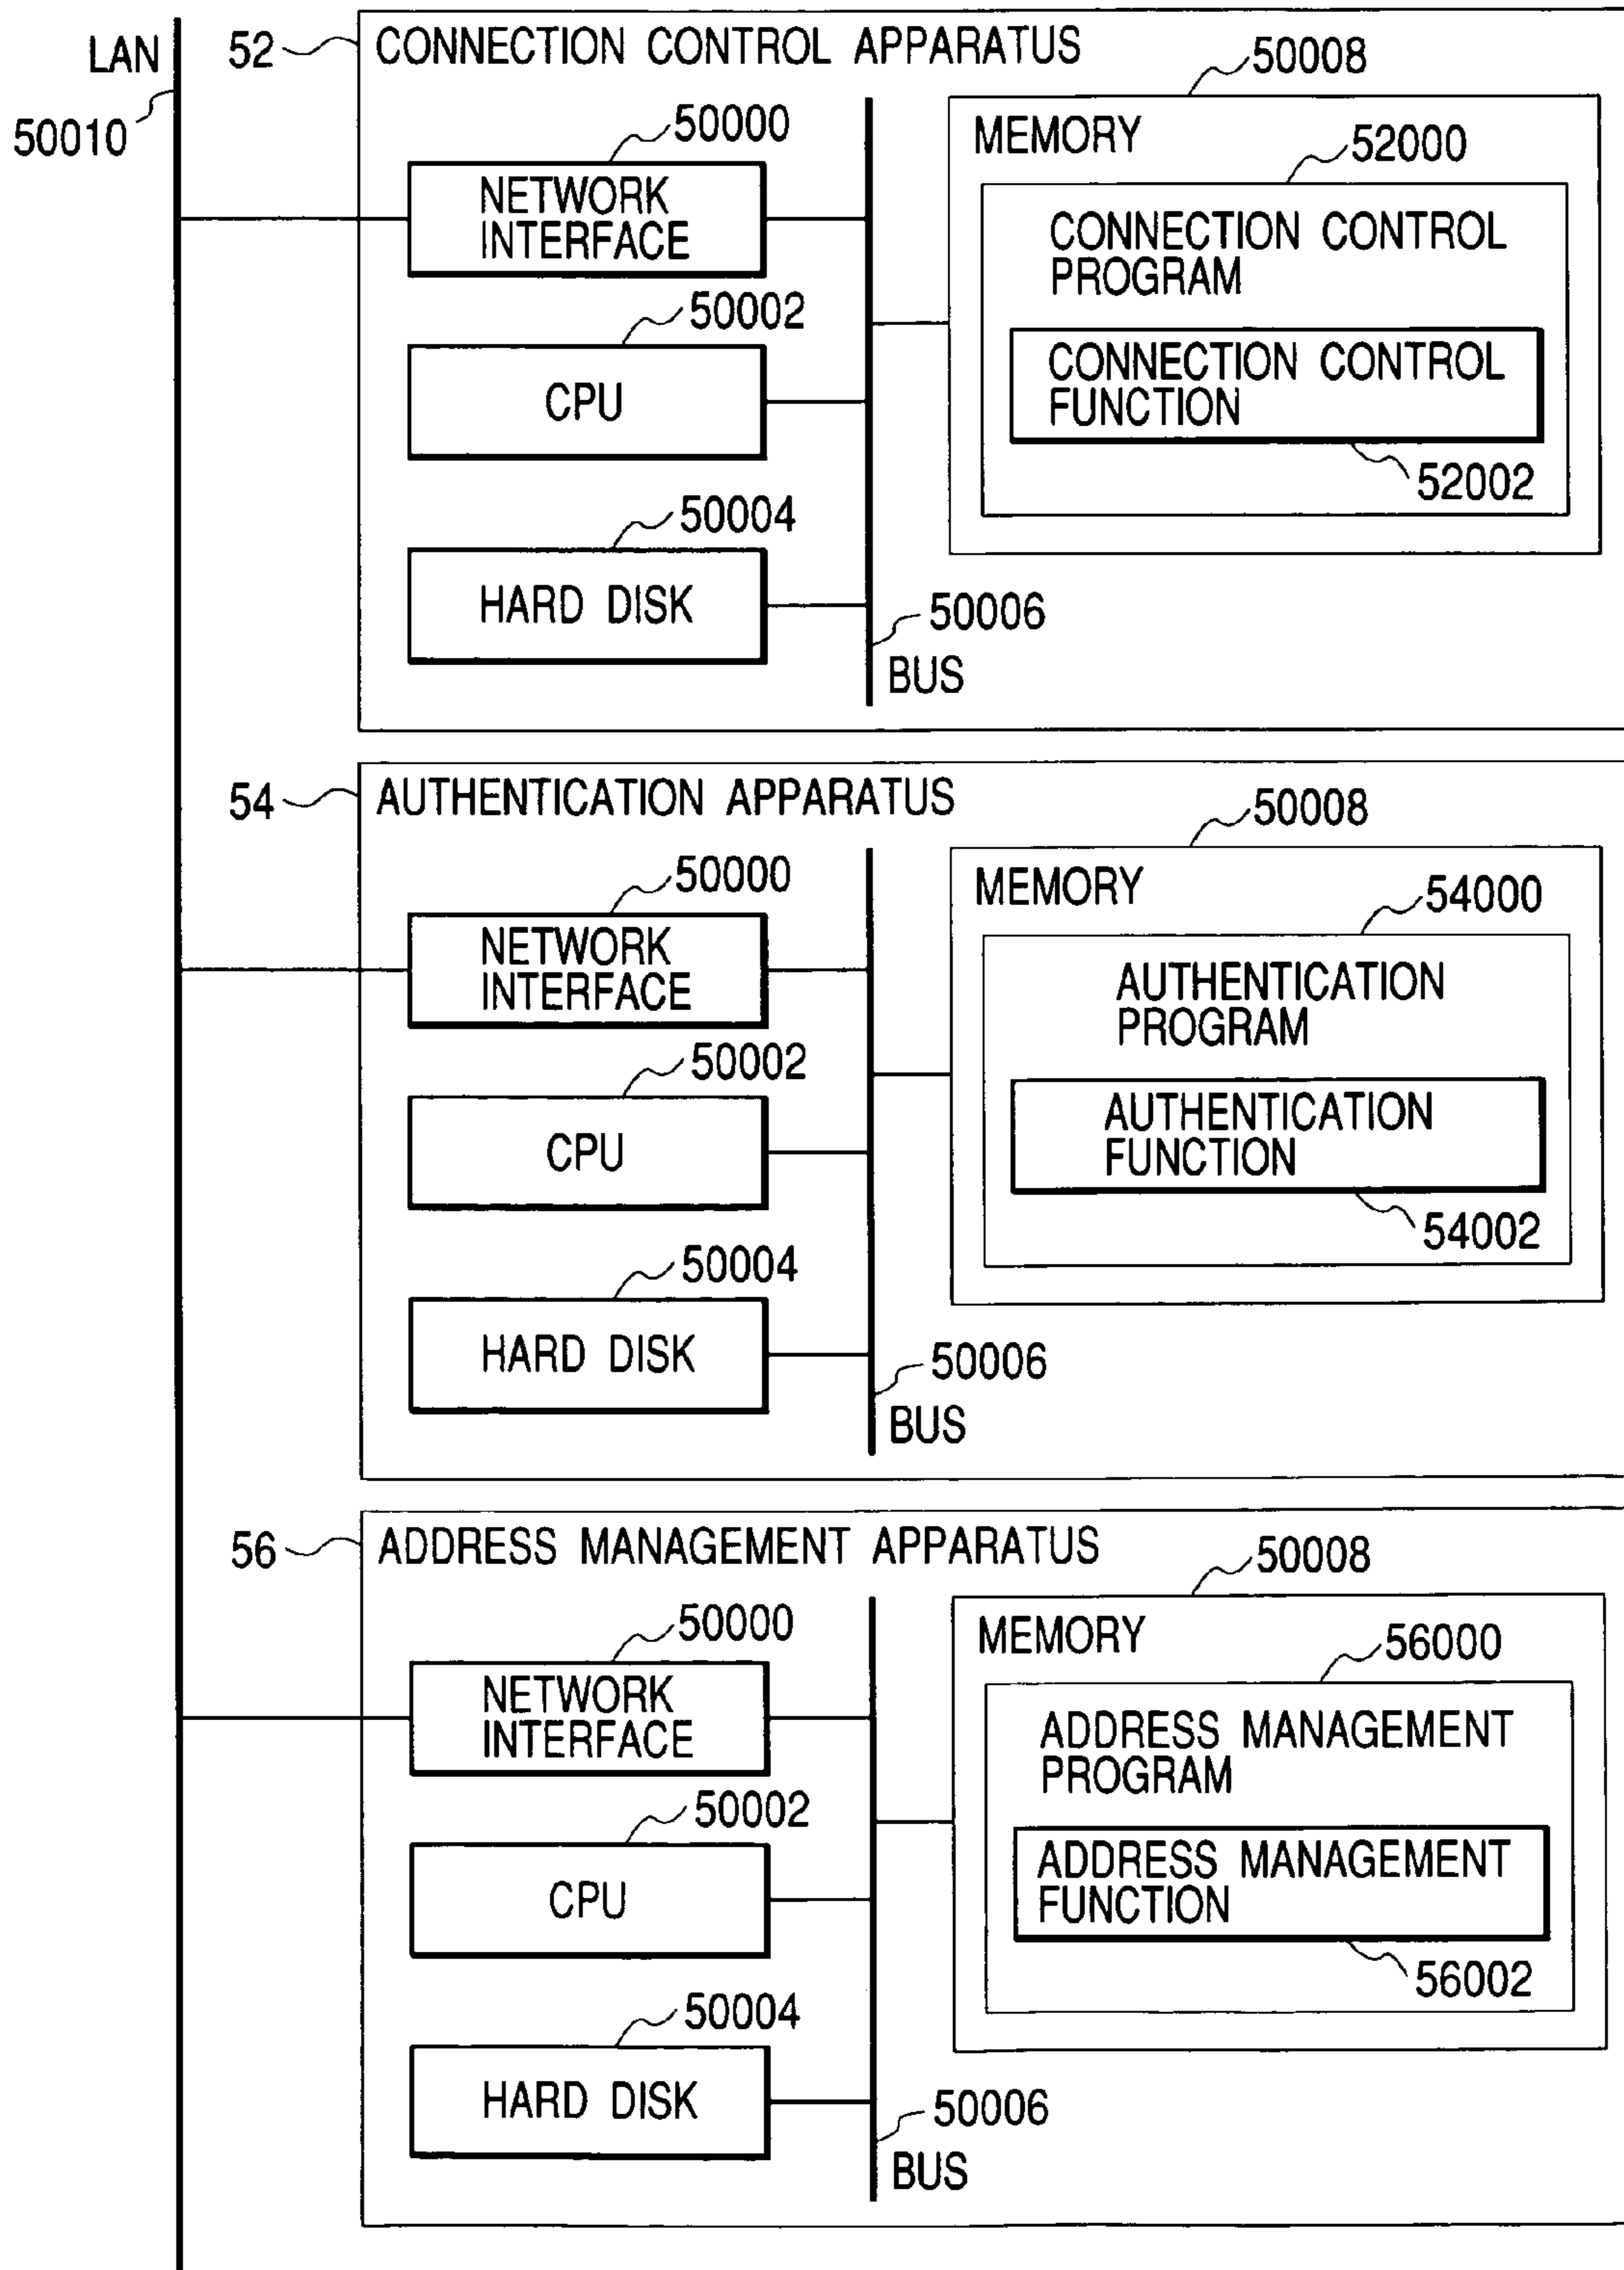 LAN
50010
52
CONNECTION CONTROL APPARATUS
50000
NETWORK
INTERFACE
50002
CPU
50004
HARD DISK
50006
BUS
50008
MEMORY
52000
CONNECTION CONTROL
PROGRAM
CONNECTION CONTROL
FUNCTION
52002
54
AUTHENTICATION APPARATUS
50000
NETWORK
INTERFACE
50002
CPU
50004
HARD DISK
50006
BUS
50008
MEMORY
54000
AUTHENTICATION
PROGRAM
AUTHENTICATION
FUNCTION
54002
56
ADDRESS MANAGEMENT APPARATUS
50000
NETWORK
INTERFACE
50002
CPU
50004
HARD DISK
50006
BUS
50008
MEMORY
56000
ADDRESS MANAGEMENT
PROGRAM
ADDRESS MANAGEMENT
FUNCTION
56002